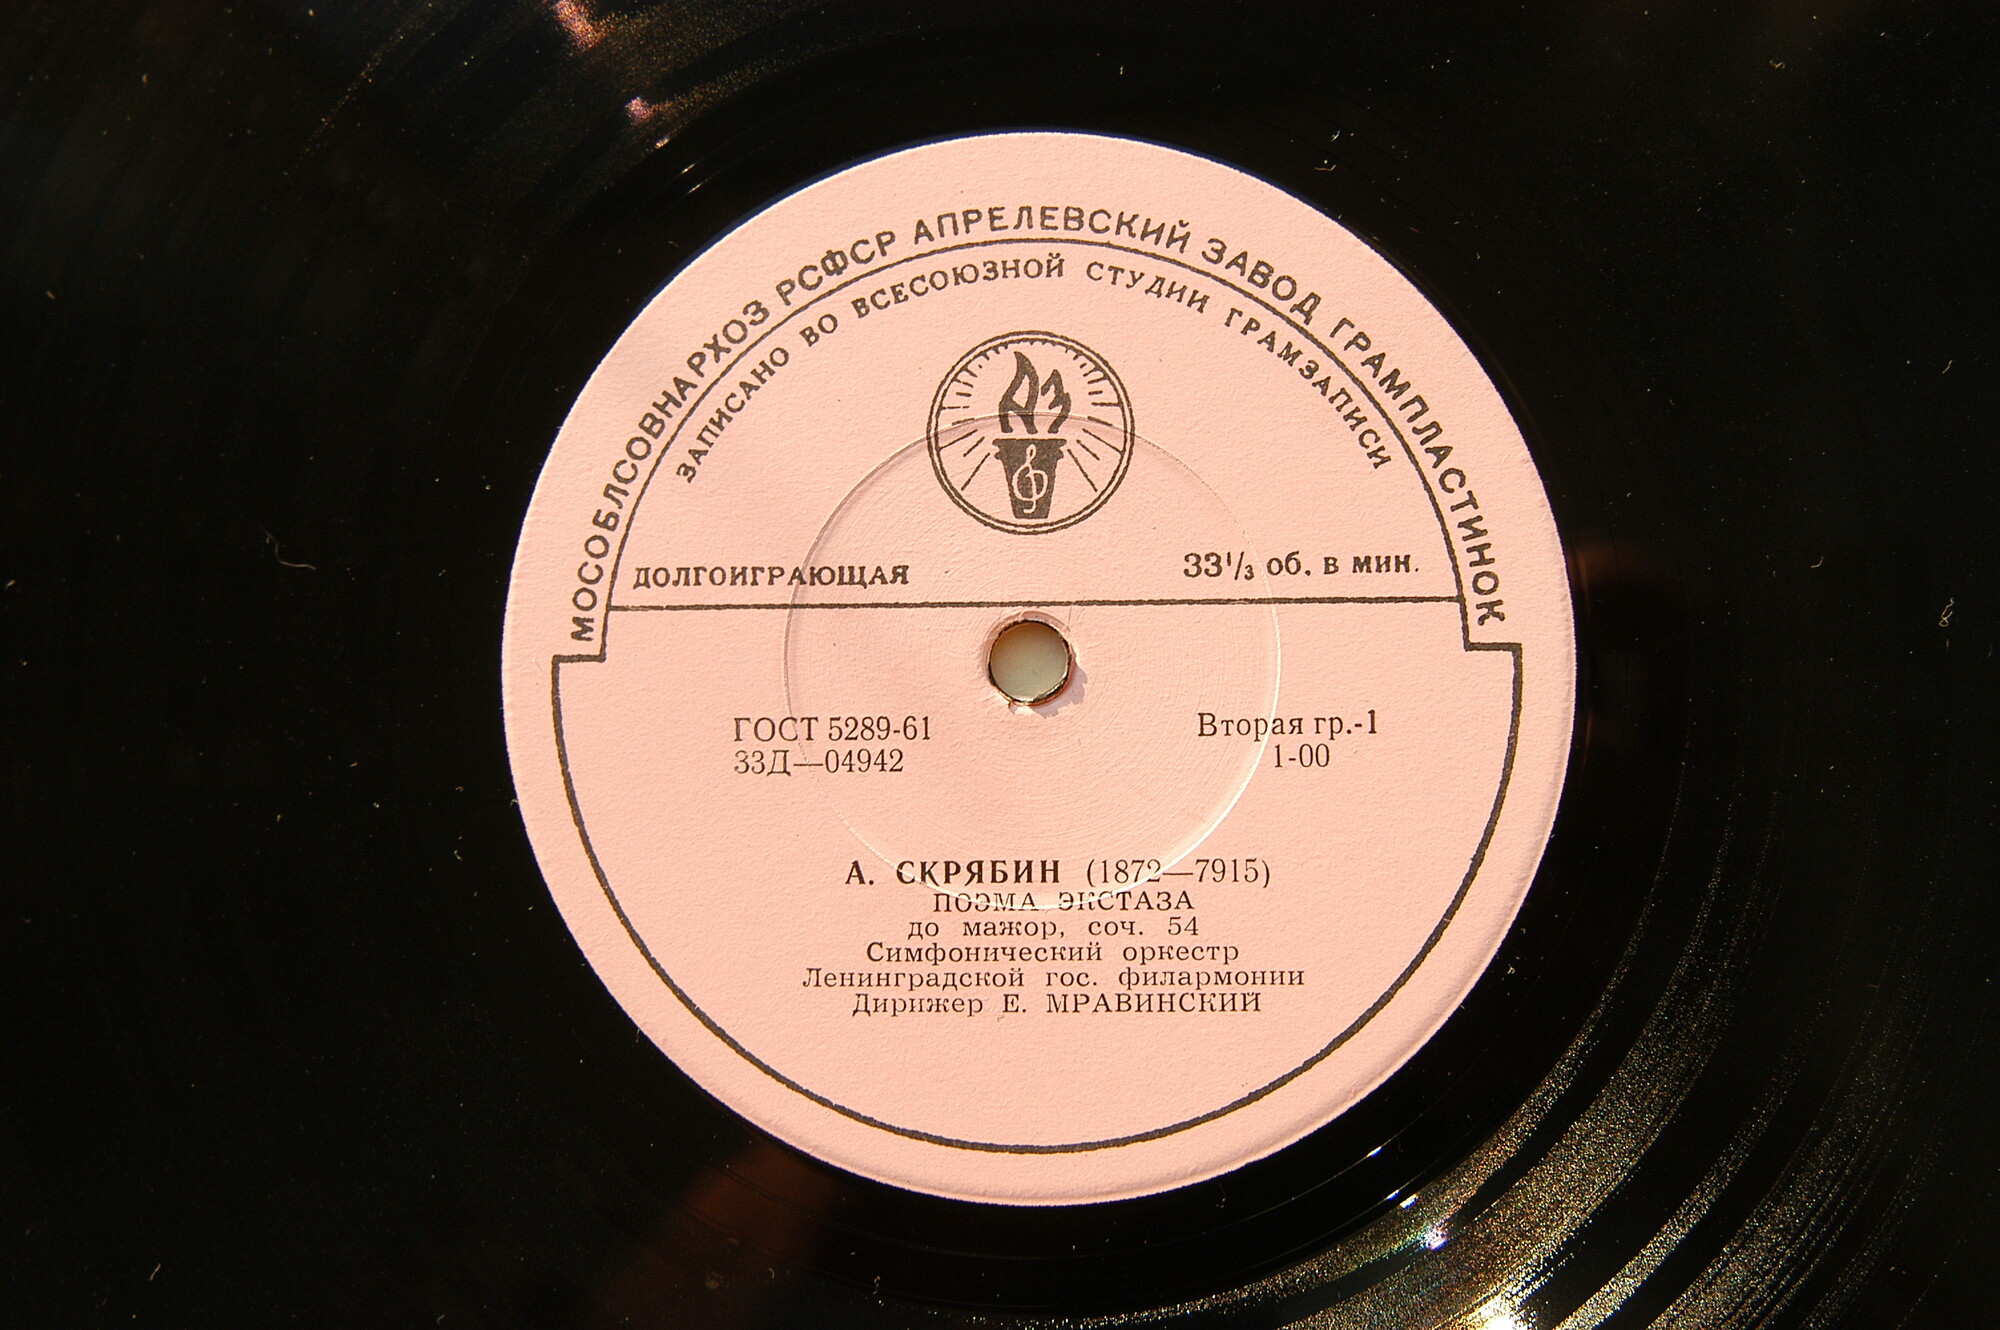 МОСОБЛСОВНАРХОЗ РСФСР АПРЕЛЕВСКИЙ ЗАВОД ГРАМПЛАСТИНОК
ЗАПИСАНО ВО ВСЕСОЮЗНОЙ СТУДИИ ГРАМЗАПИСИ
АЗ
ДОЛГОИГРАЮЩАЯ 33⅓ об. в мин.
ГОСТ 5289-61 Вторая гр.-1
33Д—04942 1-00
А. СКРЯБИН (1872—7915)
ПОЭМА ЭКСТАЗА
до мажор, соч. 54
Симфонический оркестр
Ленинградской гос. филармонии
Дирижер Е. МРАВИНСКИЙ